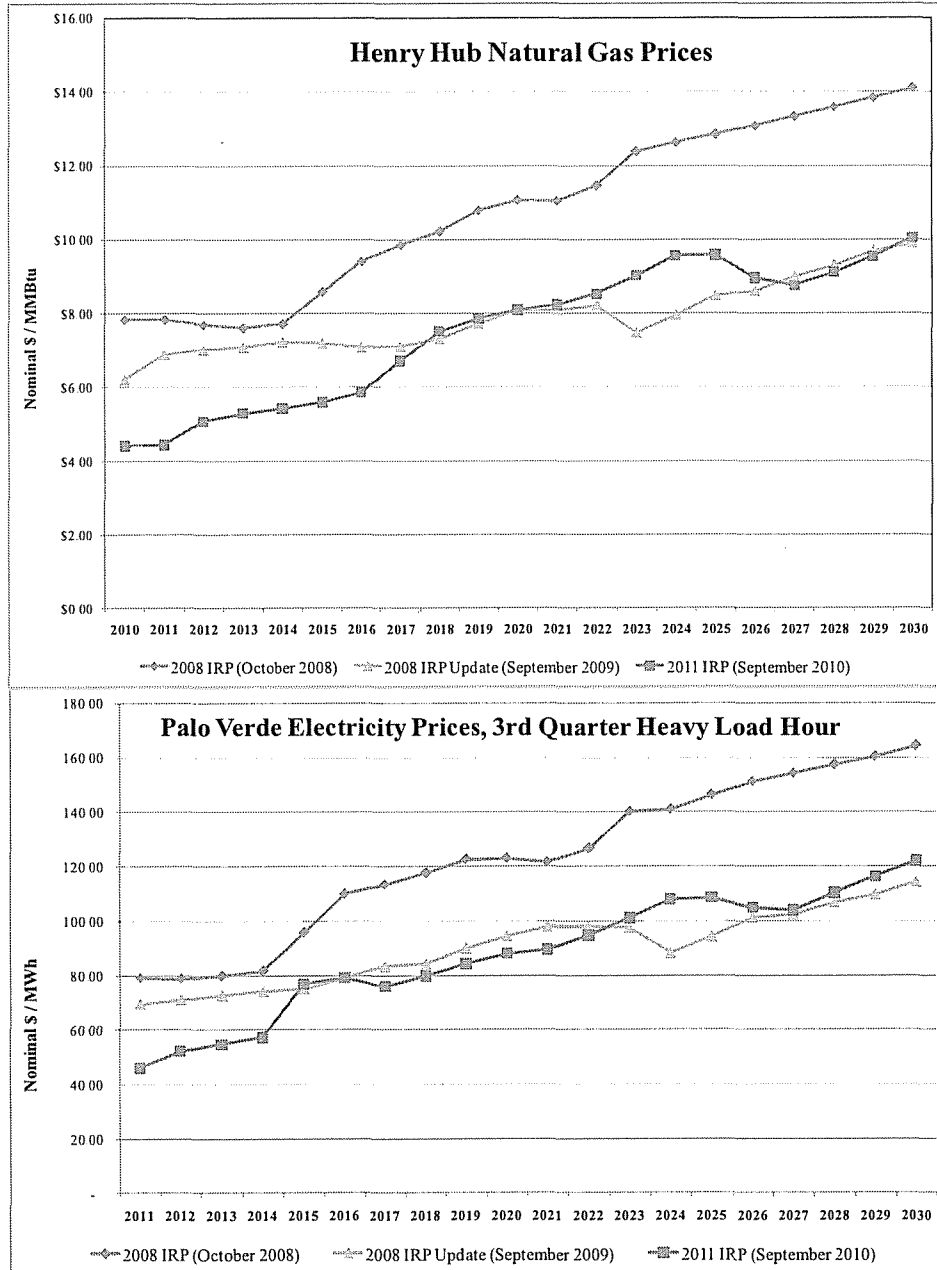 $16.00
Henry Hub Natural Gas Prices
$14 00
$12 00
$10 00
$8 00
$6 00
$4 00
$2.00
$0 00
Nominal $ / MMBtu
2010 2011 2012 2013 2014 2015 2016 2017 2018 2019 2020 2021 2022 2023 2024 2025 2026 2027 2028 2029 2030
2008 IRP (October 2008) 2008 IRP Update (September 2009) 2011 IRP (September 2010)
180 00
Palo Verde Electricity Prices, 3rd Quarter Heavy Load Hour
160 00
140 00
120 00
100 00
80 00
60 00
40 00
20 00
-
Nominal $ / MWh
2011 2012 2013 2014 2015 2016 2017 2018 2019 2020 2021 2022 2023 2024 2025 2026 2027 2028 2029 2030
2008 IRP (October 2008) 2008 IRP Update (September 2009) 2011 IRP (September 2010)